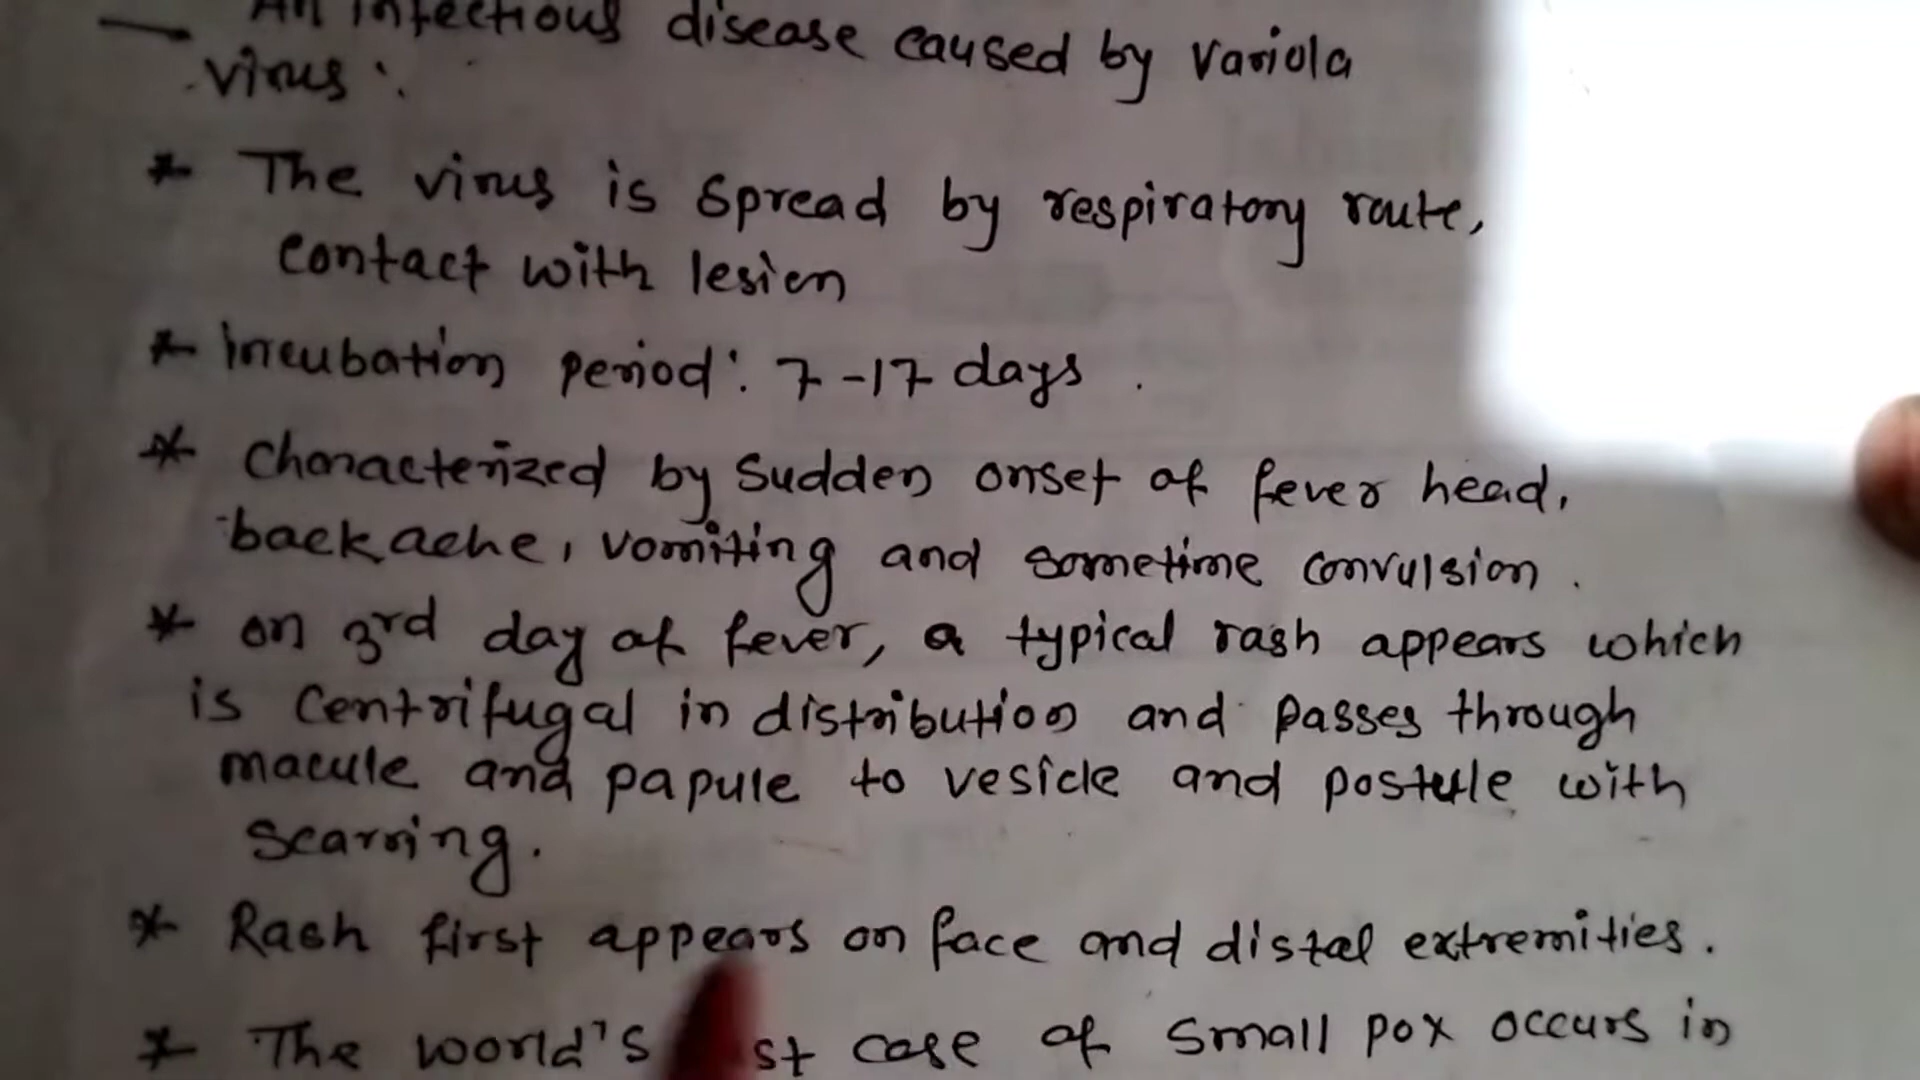 An infectious disease caused by Variola
virus:
* The virus is spread by respiratory route,
contact with lesion
* incubation period: 7-17 days.
* Characterized by Sudden onset of fever head,
backache, vomiting and sometime convulsion.
* on 3rd day of fever, a typical rash appears which
is Centrifugal in distribution and passes through
macule and papule to vesicle and postule with
scarring.
* Rash first appears on face and distal extremities.
* The world's case of small pox occurs in